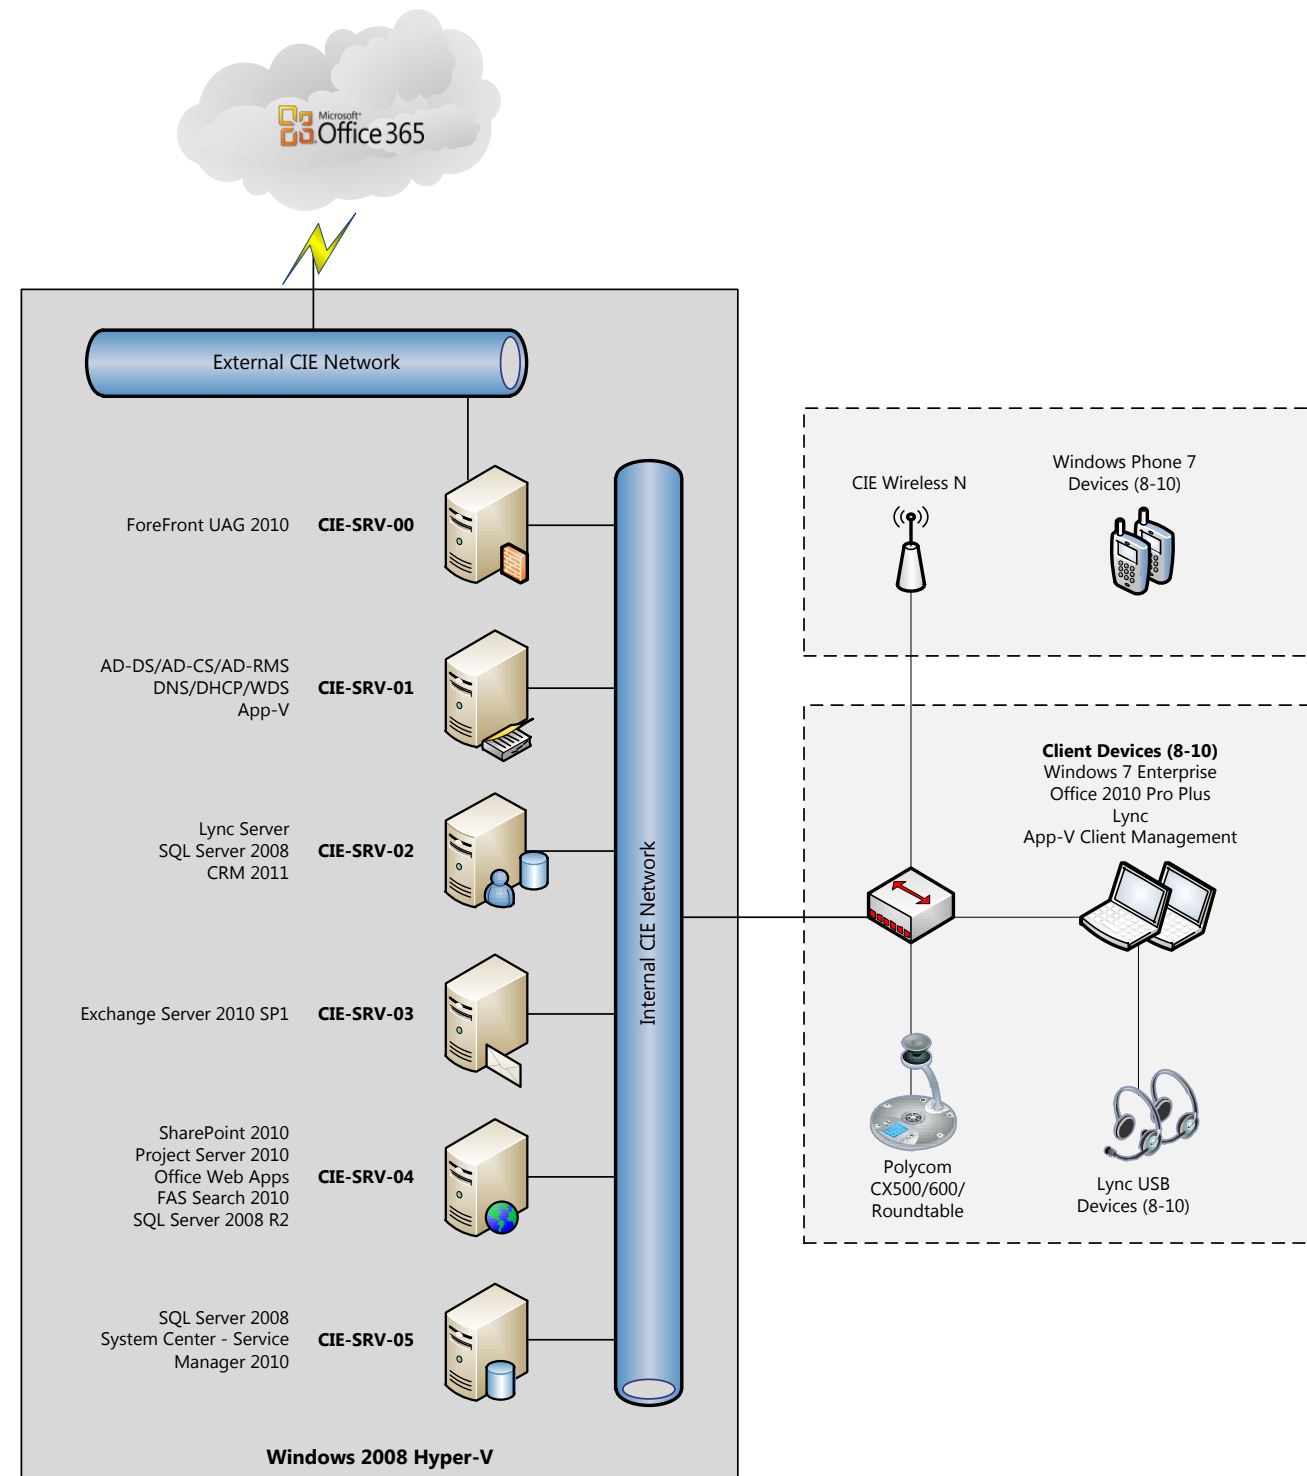 Microsoft
Office 365
External CIE Network
ForeFront UAG 2010
CIE-SRV-00
AD-DS/AD-CS/AD-RMS
DNS/DHCP/WDS
App-V
CIE-SRV-01
Lync Server
SQL Server 2008
CRM 2011
CIE-SRV-02
Exchange Server 2010 SP1
CIE-SRV-03
SharePoint 2010
Project Server 2010
Office Web Apps
FAS Search 2010
SQL Server 2008 R2
CIE-SRV-04
SQL Server 2008
System Center - Service
Manager 2010
CIE-SRV-05
Windows 2008 Hyper-V
Internal CIE Network
CIE Wireless N
Windows Phone 7
Devices (8-10)
Client Devices (8-10)
Windows 7 Enterprise
Office 2010 Pro Plus
Lync
App-V Client Management
Polycom
CX500/600/
Roundtable
Lync USB
Devices (8-10)